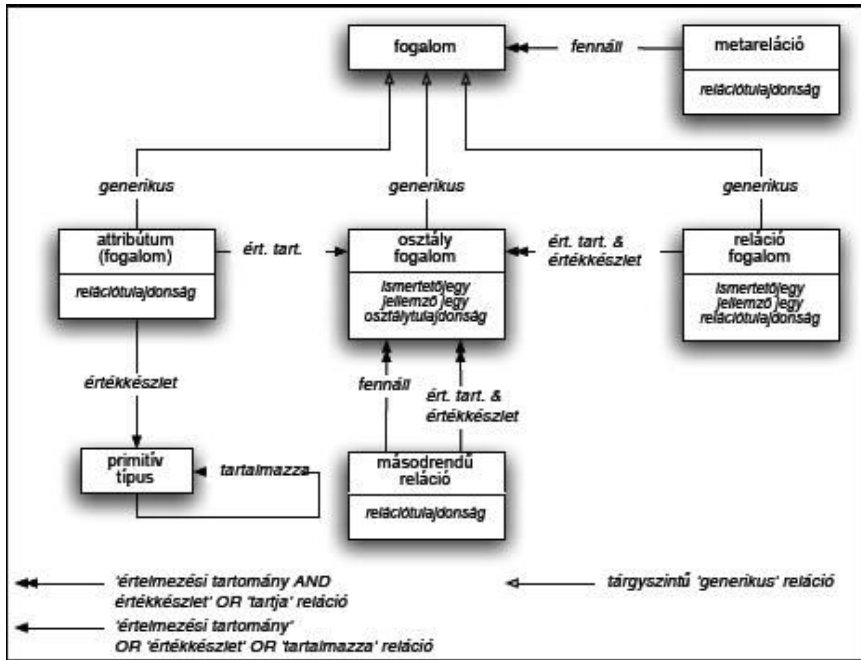 fogalom
fennáll
metareláció
relációtulajdonság
generikus
generikus
generikus
attribútum
(fogalom)
relációtulajdonság
ért. tart.
osztály
fogalom
ismertetőjegy
jellemző jegy
osztálytulajdonság
ért. tart. &
értékkészlet
reláció
fogalom
ismertetőjegy
jellemző jegy
relációtulajdonság
értékkészlet
fennáll
ért. tart. &
értékkészlet
primitív
típus
tartalmazza
másodrendű
reláció
relációtulajdonság
'értelmezési tartomány AND
értékkészlet' OR 'tartja' reláció
tárgyszintű 'generikus' reláció
'értelmezési tartomány'
OR 'értékkészlet' OR 'tartalmazza' reláció